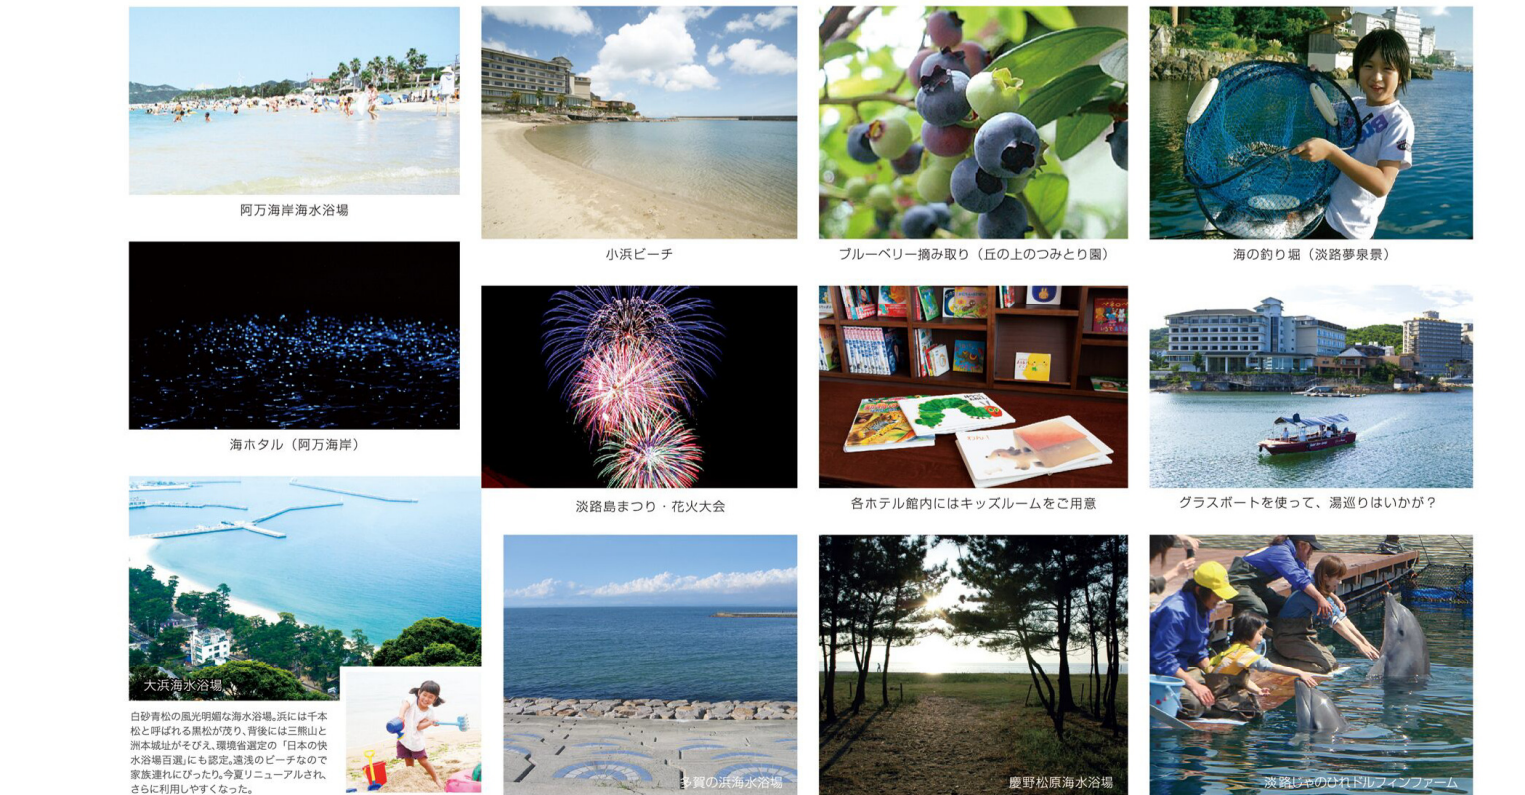 阿万海岸海水浴場
小浜ビーチ
ブルーベリー摘み取り（丘の上のつみとり園）
海の釣り堀（淡路夢泉景）
海ホタル（阿万海岸）
淡路島まつり・花火大会
各ホテル館内にはキッズルームをご用意
グラスボートを使って、湯巡りはいかが？
大浜海水浴場
白砂青松の風光明媚な海水浴場。浜には千本
松と呼ばれる黒松が茂り、背後には三熊山と
洲本城址がそびえ、環境省選定の「日本の快
水浴場百選」にも認定。遠浅のビーチなので
家族連れにぴったり。今夏リニューアルされ、
さらに利用しやすくなった。
多賀の浜海水浴場
慶野松原海水浴場
淡路じゃのひれドルフィンファーム